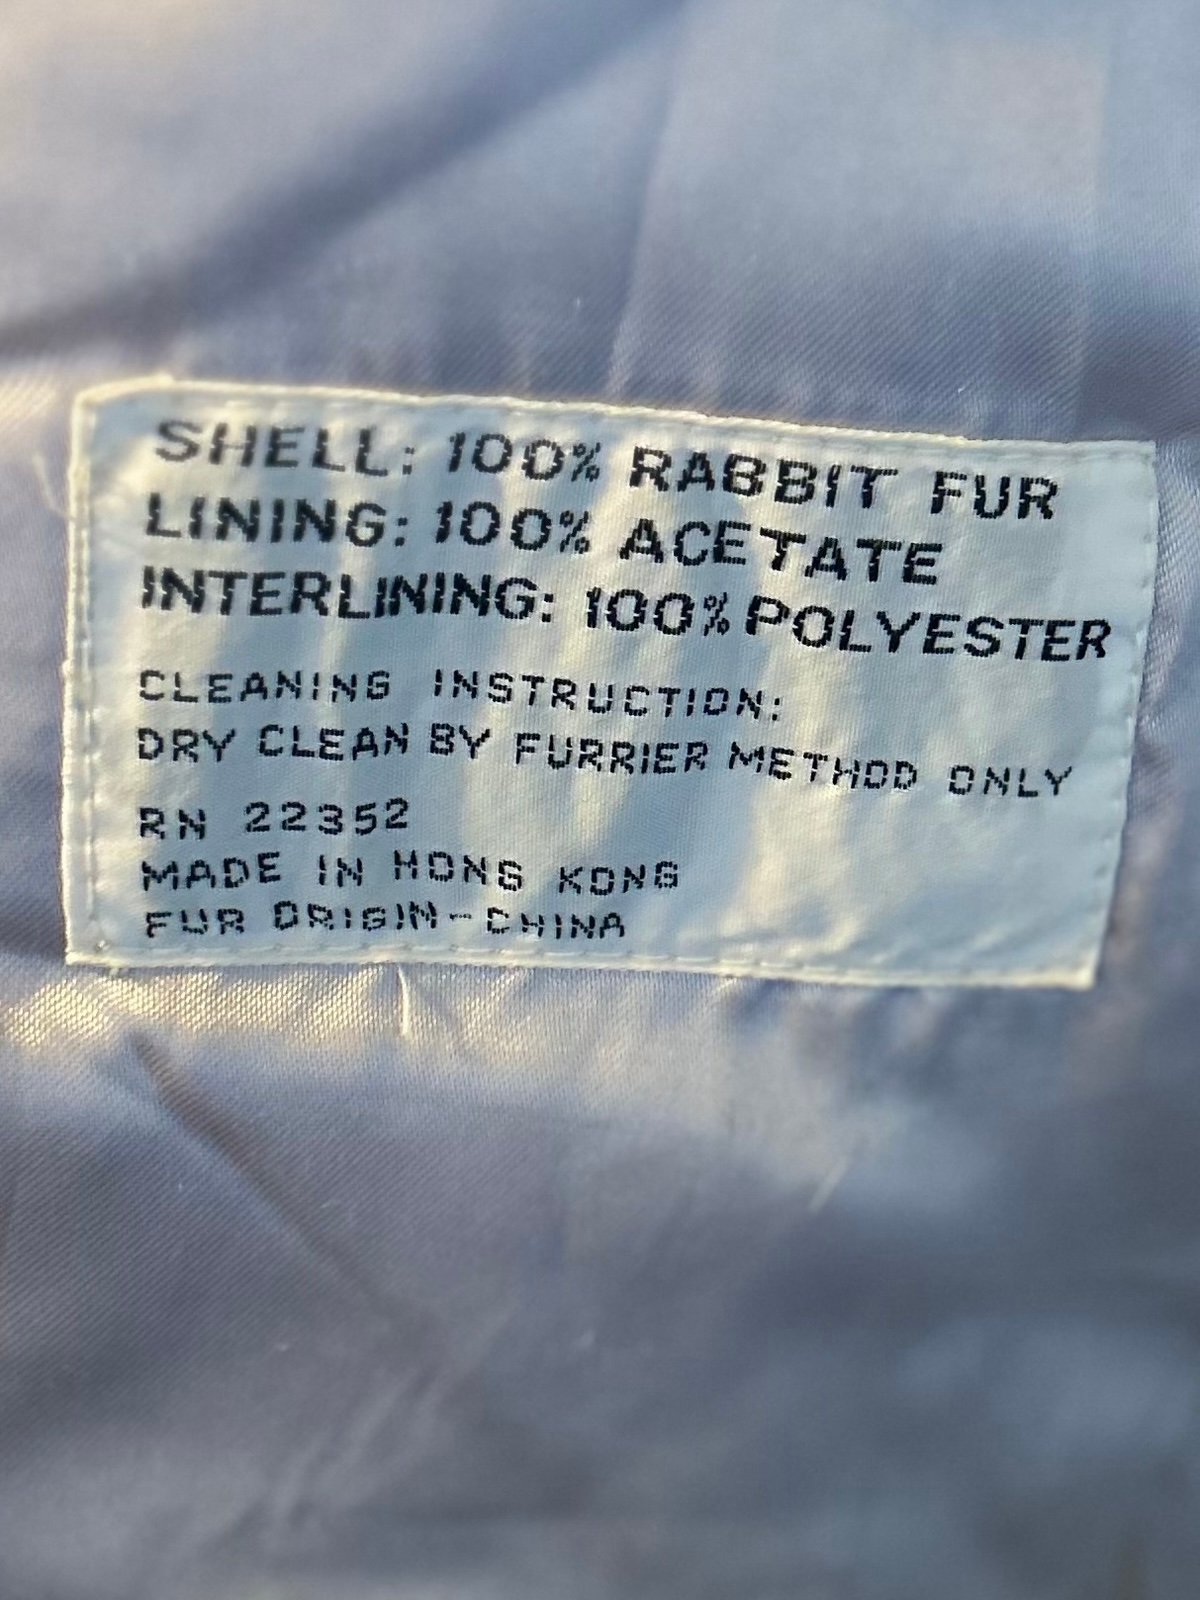 SHELL: 100% RABBIT FUR
LINING: 100% ACETATE
INTERLINING: 100% POLYESTER
CLEANING INSTRUCTION:
DRY CLEAN BY FURRIER METHOD ONLY
RN 22352
MADE IN HONG KONG
FUR ORIGIN-CHINA